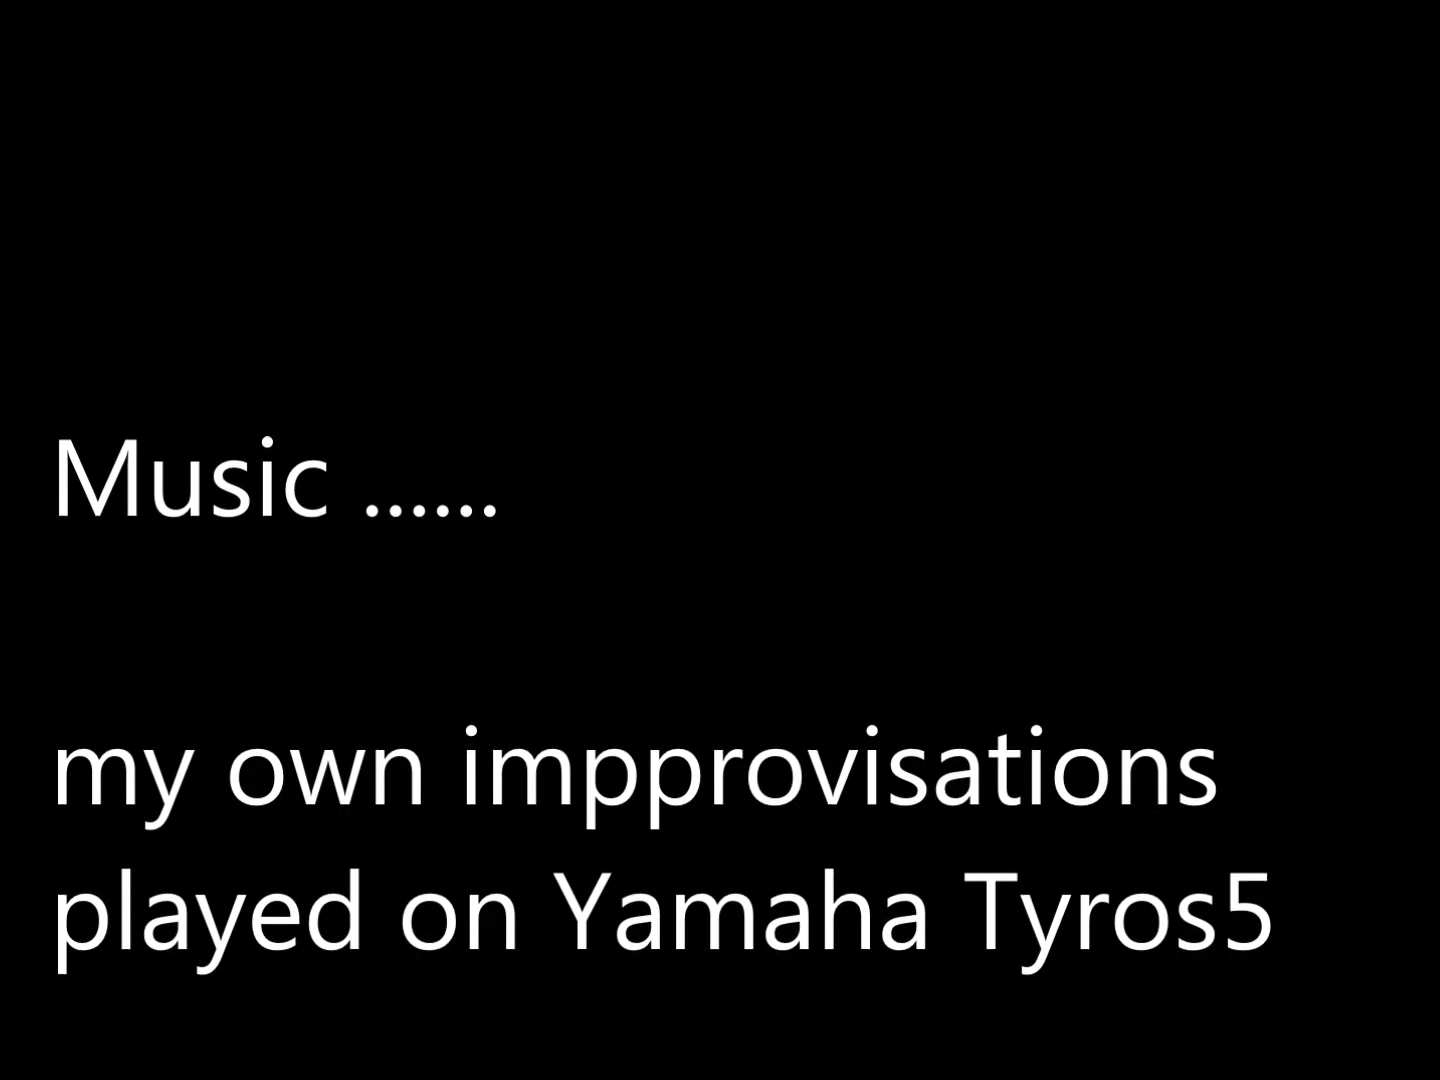 Music ......
my own impprovisations
played on Yamaha Tyros5